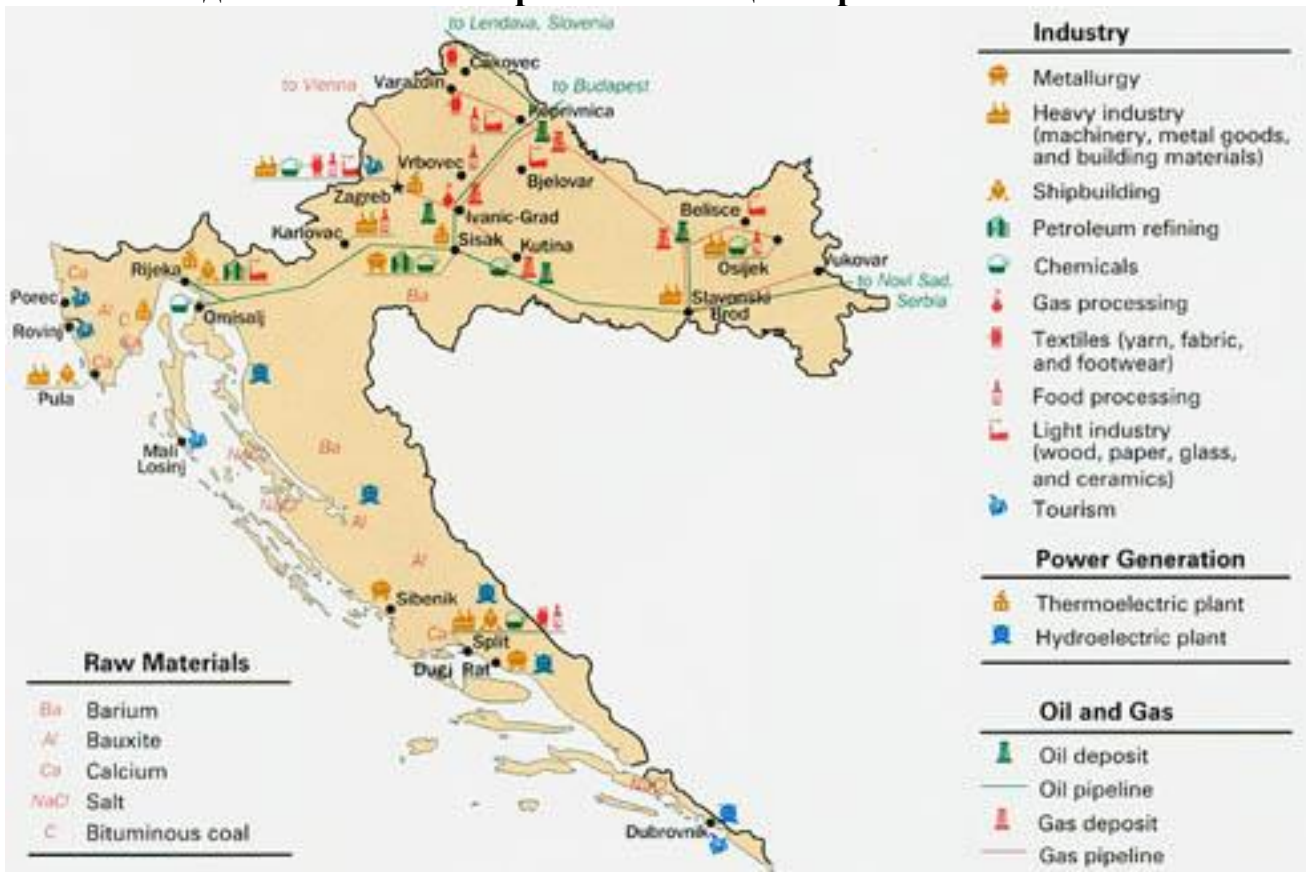 to Lendava, Slovenia
Cakovec
Varazdin
to Vienna
to Budapest
Koprivnica
Vrbovec
Bjelovar
Zagreb
Ivanic-Grad
Belisce
Karlovac
Sisak
Kutina
Osijek
Vukovar
to Novi Sad,
Serbia
Rijeka
Ca
Ba
Slavonski
Brod
Porec
Al
Omisalj
Rovinj
C
Ca
Pula
Mali
Losinj
NaCl
Ba
NaCl
Al
Al
Sibenik
Ca
Split
Dugi Rat
NaCl
Dubrovnik
Raw Materials
Ba Barium
Al Bauxite
Ca Calcium
NaCl Salt
C Bituminous coal
Industry
Metallurgy
Heavy industry
(machinery, metal goods,
and building materials)
Shipbuilding
Petroleum refining
Chemicals
Gas processing
Textiles (yarn, fabric,
and footwear)
Food processing
Light industry
(wood, paper, glass,
and ceramics)
Tourism
Power Generation
Thermoelectric plant
Hydroelectric plant
Oil and Gas
Oil deposit
Oil pipeline
Gas deposit
Gas pipeline